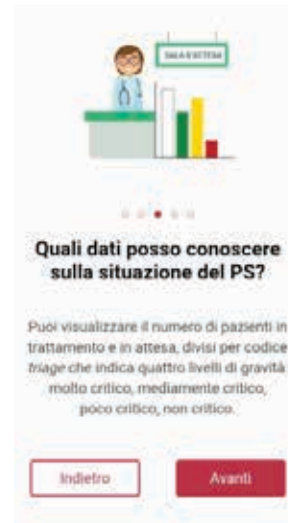 SALA D'ATTESA
Quali dati posso conoscere
sulla situazione del PS?
Puoi visualizzare il numero di pazienti in
trattamento e in attesa, divisi per codice
triage che indica quattro livelli di gravità
molto critico, mediamente critico,
poco critico, non critico.
Indietro
Avanti